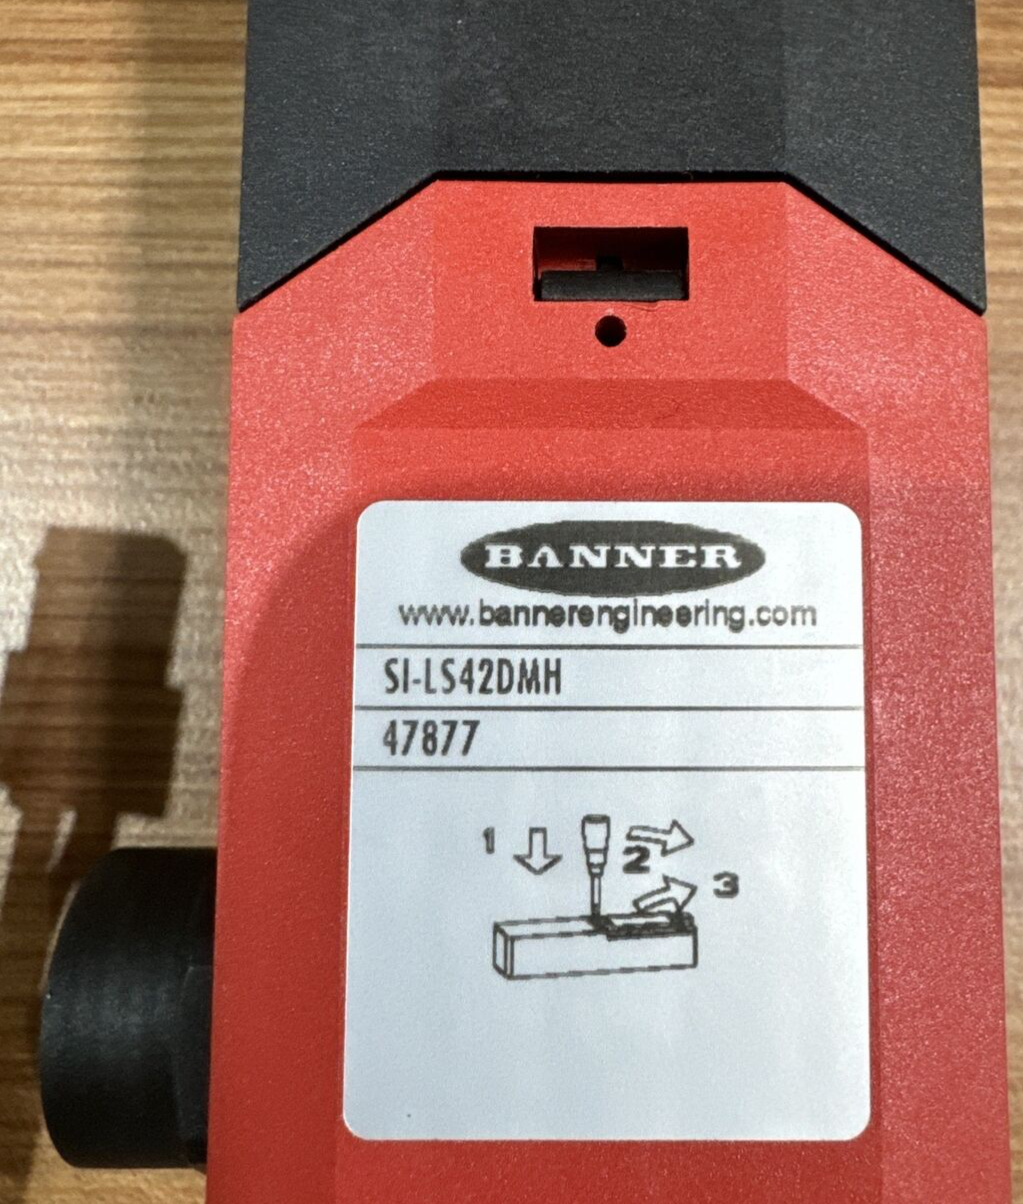 BANNER
www.bannerengineering.com
SI-LS42DMH
47877
1
2
3